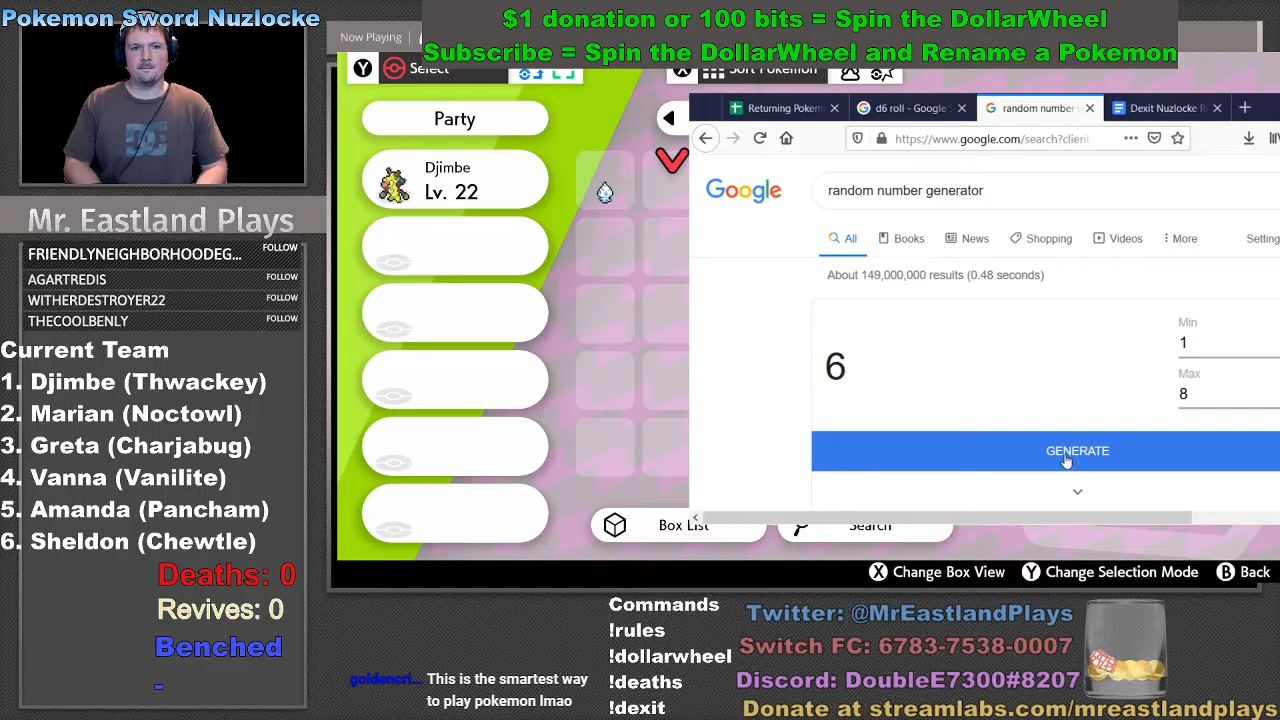 Pokemon Sword Nuzlocke
$1 donation or 100 bits = Spin the DollarWheel
Subscribe = Spin the DollarWheel and Rename a Pokemon
Now Playing
Y Select
Sort Pokémon
Party
Djimbe
Lv. 22
Returning Pokem
d6 roll - Google
random number
Dexit Nuzlocke R
https://www.google.com/search?client
Google
random number generator
All Books News Shopping Videos More Setting
About 149,000,000 results (0.48 seconds)
Min
1
6
Max
8
GENERATE
Box List
Search
X Change Box View Y Change Selection Mode B Back
DC
Mr. Eastland Plays
FRIENDLYNEIGHBORHOODEG... FOLLOW
AGARTREDIS FOLLOW
WITHERDESTROYER22 FOLLOW
THECOOLBENLY FOLLOW
Current Team
1. Djimbe (Thwackey)
2. Marian (Noctowl)
3. Greta (Charjabug)
4. Vanna (Vanilite)
5. Amanda (Pancham)
6. Sheldon (Chewtle)
Deaths: 0
Revives: 0
Benched
-
goldencri... This is the smartest way
to play pokemon lmao
Commands
!rules
!dollarwheel
!deaths
!dexit
Twitter: @MrEastlandPlays
Switch FC: 6783-7538-0007
Discord: DoubleE7300#8207
Donate at streamlabs.com/mreastlandplays